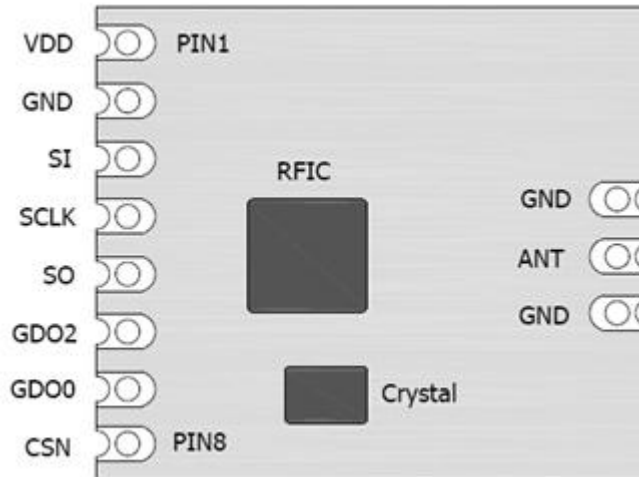 VDD PIN1
GND
SI
RFIC
SCLK
GND
SO
ANT
GND
GDO2
GDO0
Crystal
CSN PIN8